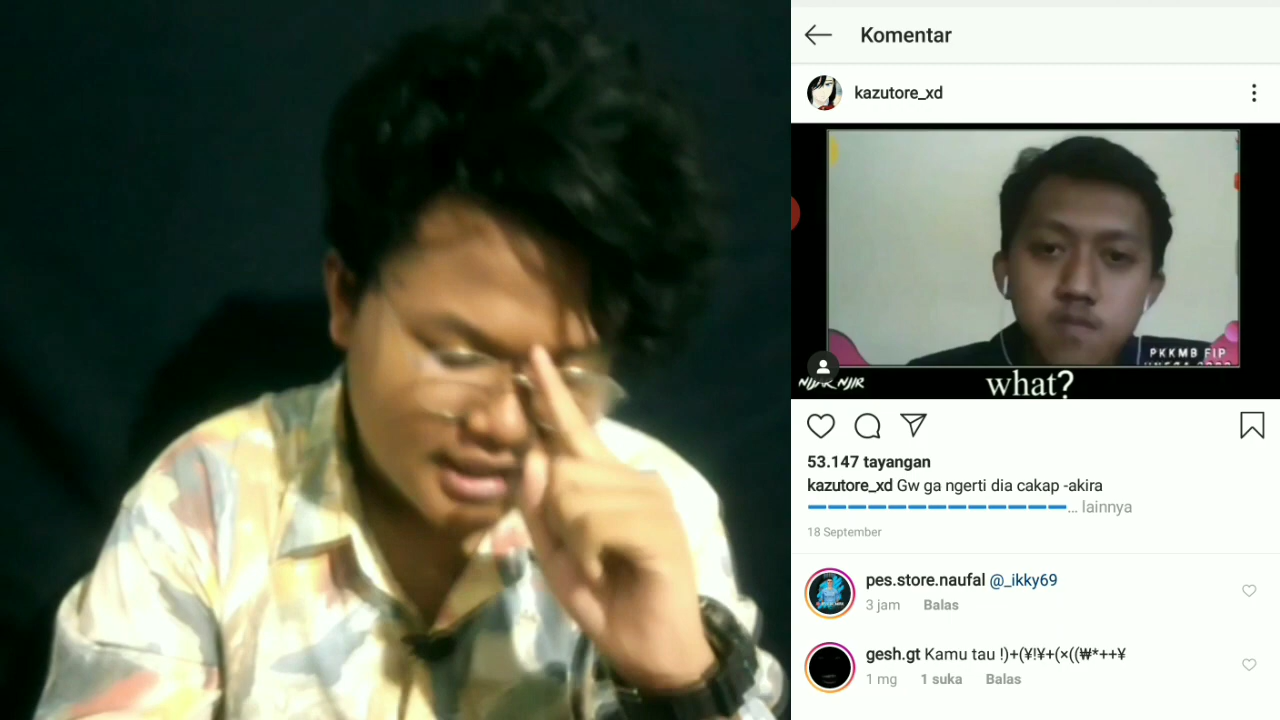 Komentar
kazutore_xd
PKKMB FIP
what?
53.147 tayangan
kazutore_xd Gw ga ngerti dia cakap -akira
... lainnya
18 September
pes.store.naufal @_ikky69
3 jam Balas
gesh.gt Kamu tau !)+(¥!¥+(×((₩*++¥
1 mg 1 suka Balas